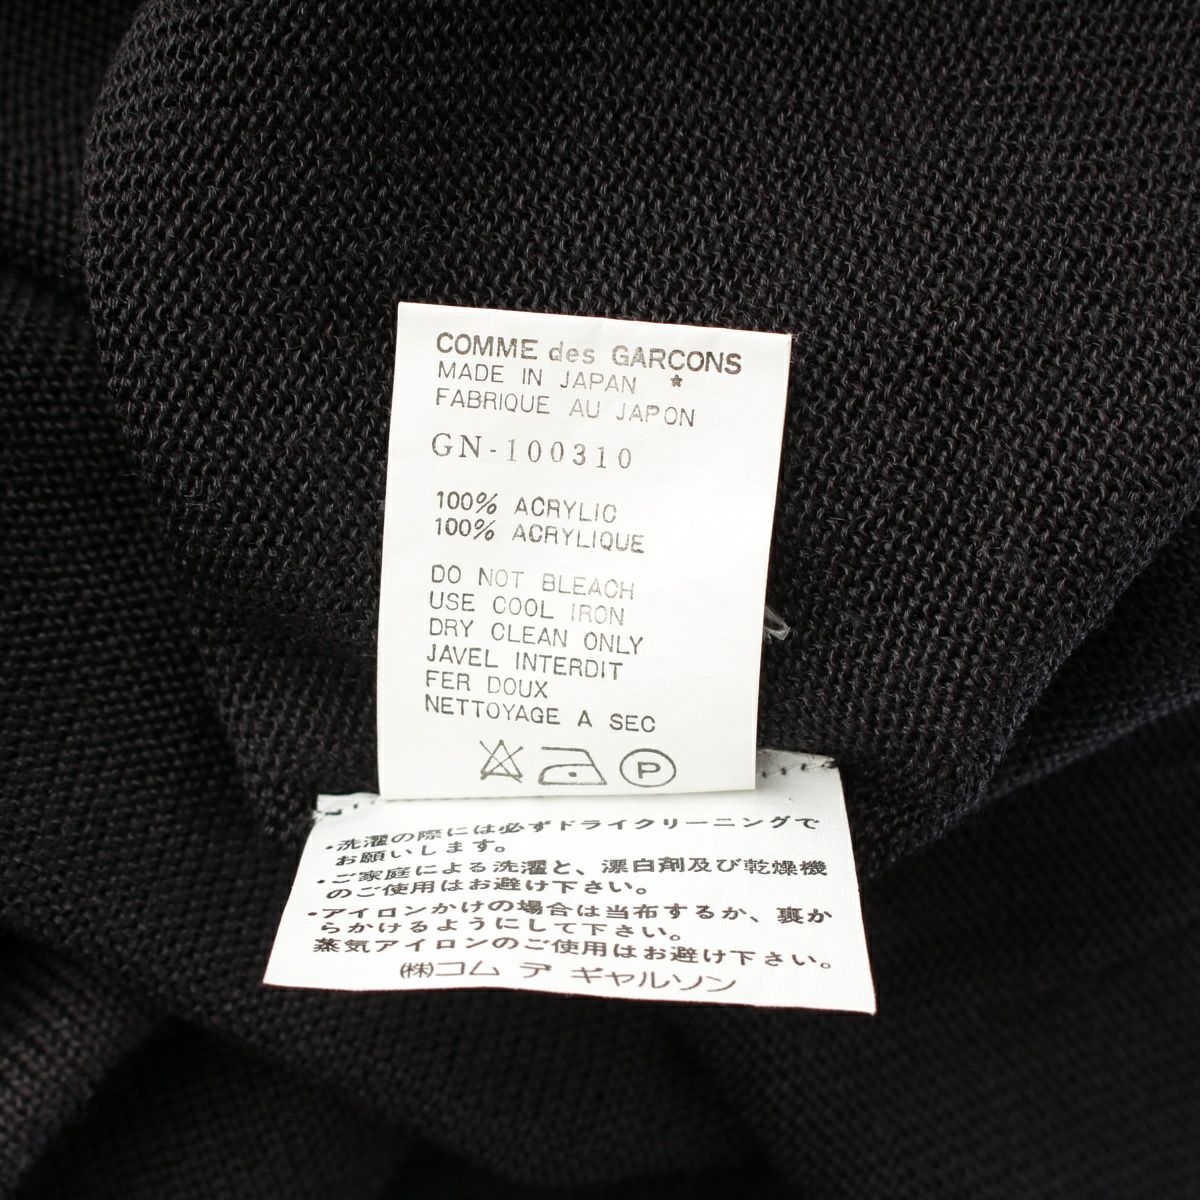 COMME des GARCONS
MADE IN JAPAN *
FABRIQUE AU JAPON
GN-100310
100% ACRYLIC
100% ACRYLIQUE
DO NOT BLEACH
USE COOL IRON
DRY CLEAN ONLY
JAVEL INTERDIT
FER DOUX
NETTOYAGE A SEC
P
・洗濯の際には必ずドライクリーニングで
お願いします。
・ご家庭による洗濯と、漂白剤及び乾燥機
のご使用はお避け下さい。
・アイロンかけの場合は当布するか、裏か
らかけるようにして下さい。
蒸気アイロンのご使用はお避け下さい。
㈱コム デ ギャルソン